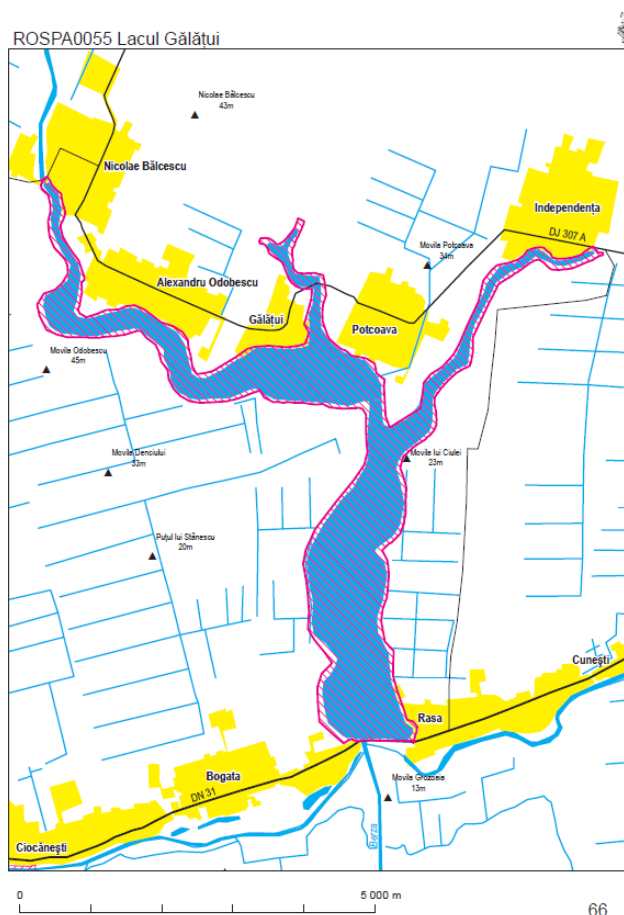 ROSPA0055 Lacul Gălățui
Nicolae Bălcescu
43m
Nicolae Bălcescu
Independența
DJ 307 A
Movila Potcoava
34m
Alexandru Odobescu
Gălățui
Potcoava
Movila Odobescu
45m
Movila lui Ciulei
23m
Movila Denciului
33m
Puțul lui Stănescu
20m
Cunești
Rasa
Bogata
DN 31
Movila Grozoaia
13m
Berza
Ciocănești
0
5 000 m
66